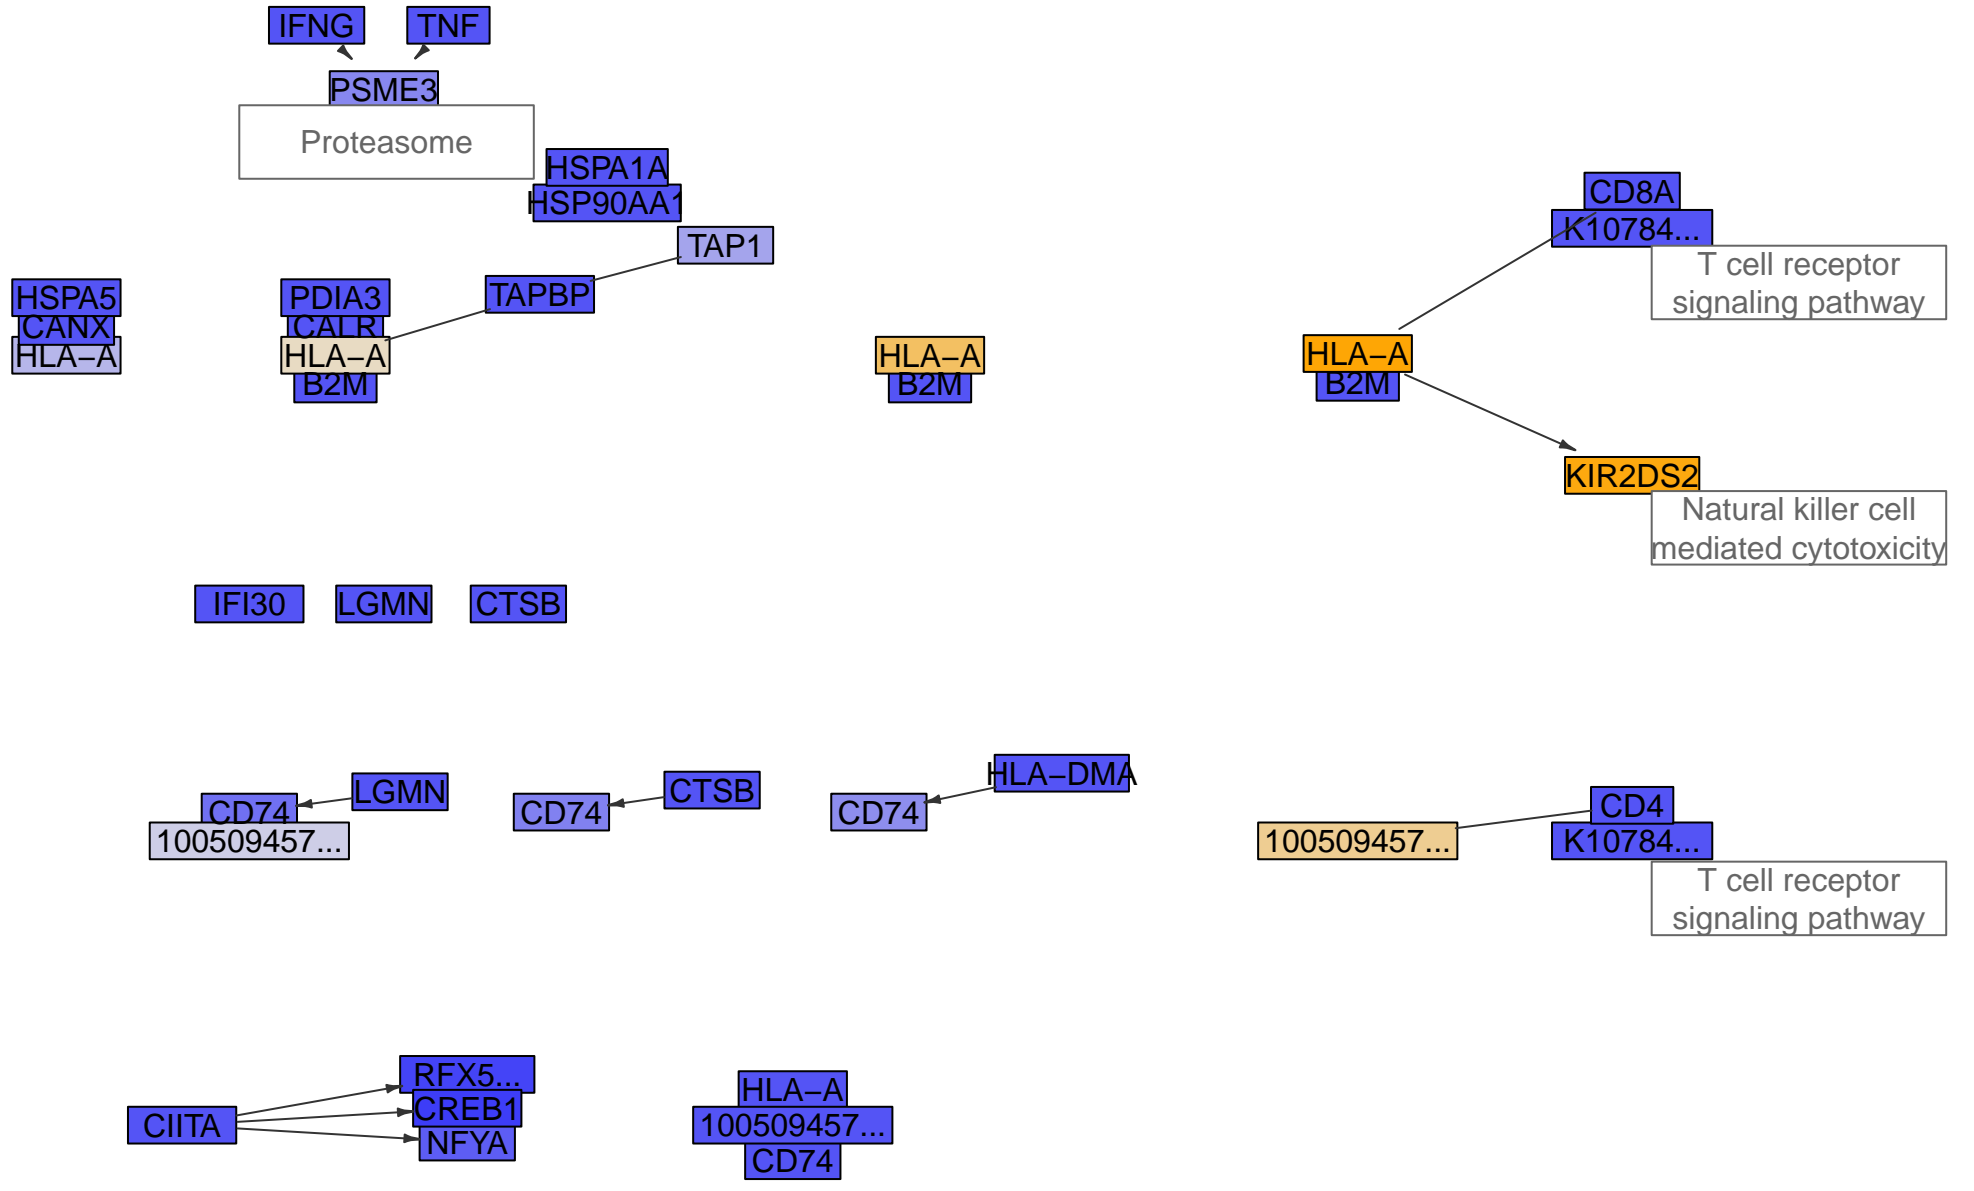 IFNG
TNF
PSME3
Proteasome
HSPA1A
HSP90AA1
TAP1
CD8A
K10784...
T cell receptor
signaling pathway
HSPA5
CANX
HLA−A
PDIA3
CALR
HLA−A
B2M
TAPBP
HLA−A
B2M
HLA−A
B2M
KIR2DS2
Natural killer cell
mediated cytotoxicity
IFI30
LGMN
CTSB
CD74
100509457...
LGMN
CD74
CTSB
CD74
HLA−DMA
100509457...
CD4
K10784...
T cell receptor
signaling pathway
CIITA
RFX5...
CREB1
NFYA
HLA−A
100509457...
CD74